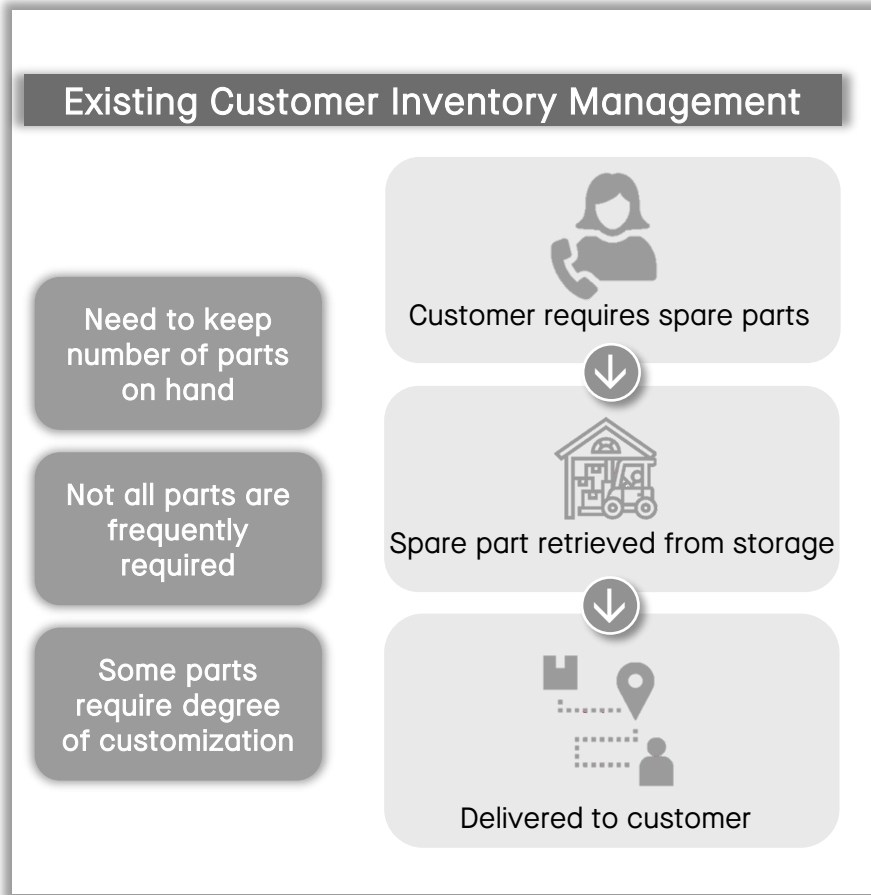 Existing Customer Inventory Management
Need to keep
number of parts
on hand
Not all parts are
frequently
required
Some parts
require degree
of customization
Customer requires spare parts
Spare part retrieved from storage
Delivered to customer